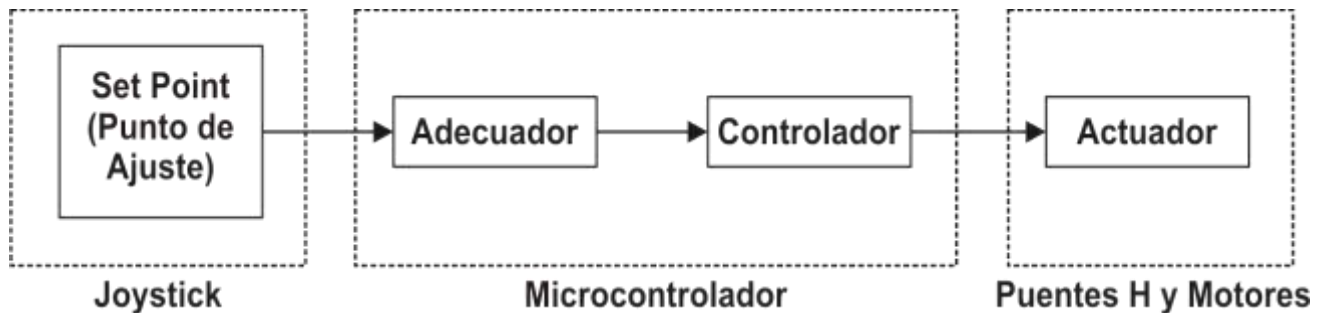 Set Point
(Punto de
Ajuste)
Adecuador
Controlador
Actuador
Joystick
Microcontrolador
Puentes H y Motores